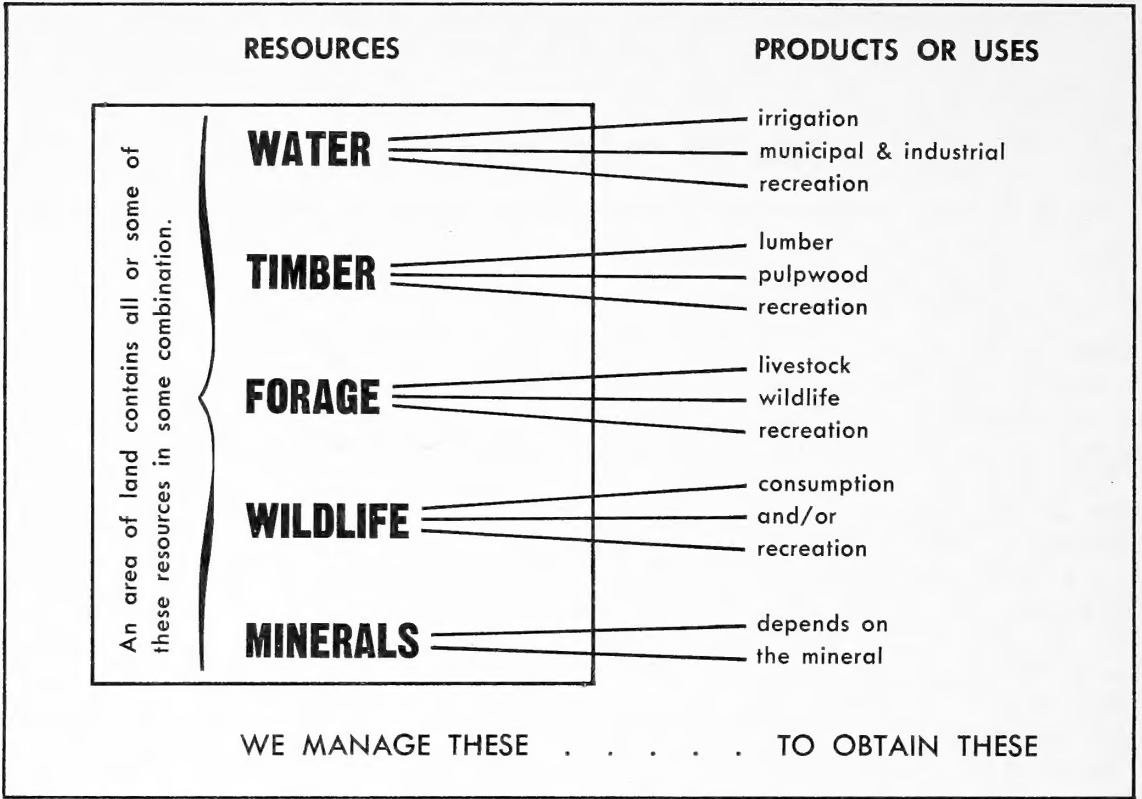 RESOURCES
PRODUCTS OR USES
An area of land contains all or some of
these resources in some combination.
WATER
irrigation
municipal & industrial
recreation
TIMBER
lumber
pulpwood
recreation
FORAGE
livestock
wildlife
recreation
WILDLIFE
consumption
and/or
recreation
MINERALS
depends on
the mineral
WE MANAGE THESE . . . . . TO OBTAIN THESE